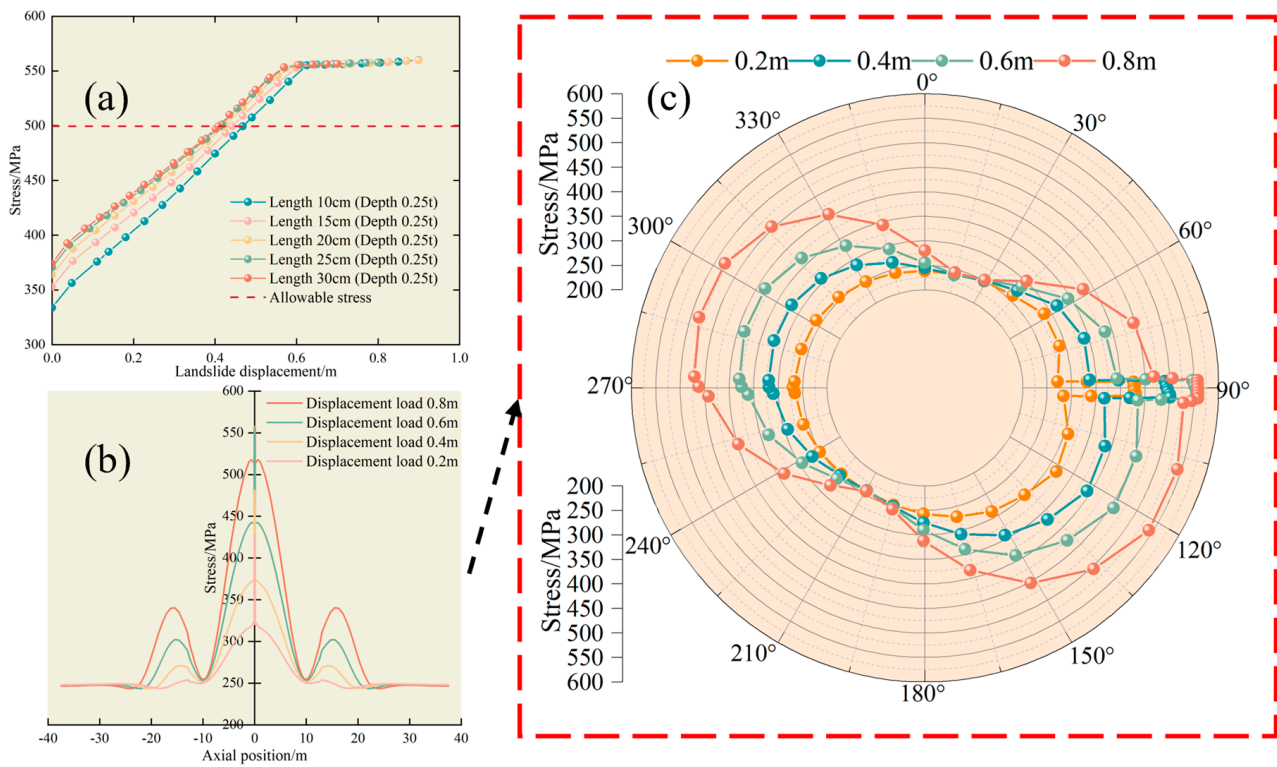 (a)
Stress/MPa
600
550
500
450
400
350
300
Length 10cm (Depth 0.25t)
Length 15cm (Depth 0.25t)
Length 20cm (Depth 0.25t)
Length 25cm (Depth 0.25t)
Length 30cm (Depth 0.25t)
Allowable stress
0.0 0.2 0.4 0.6 0.8 1.0
Landslide displacement/m
(b)
Stress/MPa
600
550
500
450
400
350
300
250
200
Displacement load 0.8m
Displacement load 0.6m
Displacement load 0.4m
Displacement load 0.2m
-40 -30 -20 -10 0 10 20 30 40
Axial position/m
(c)
0.2m 0.4m 0.6m 0.8m
Stress/MPa
600
550
500
450
400
350
300
250
200
Stress/MPa
200
250
300
350
400
450
500
550
600
0°
30°
60°
90°
120°
150°
180°
210°
240°
270°
300°
330°